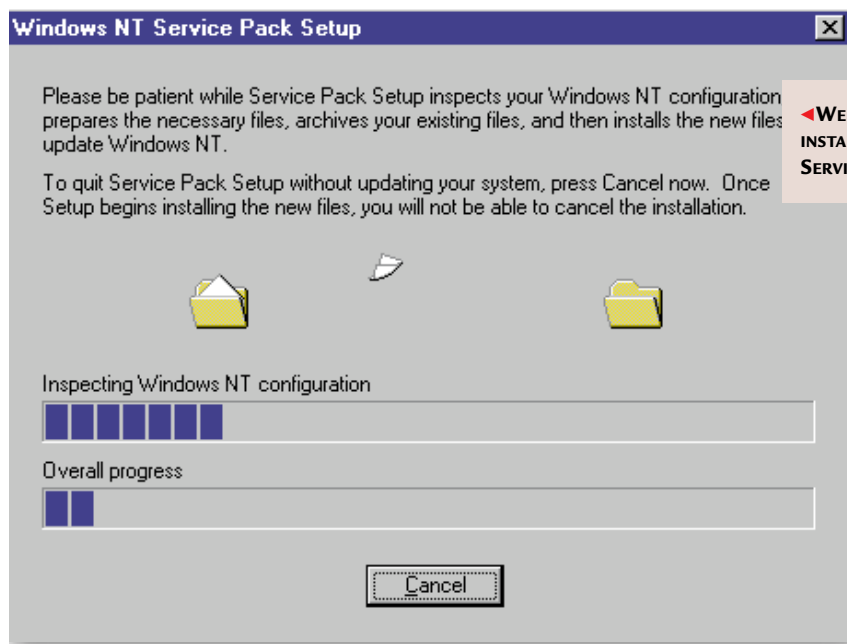 Windows NT Service Pack Setup
Please be patient while Service Pack Setup inspects your Windows NT configuration
prepares the necessary files, archives your existing files, and then installs the new files
update Windows NT.
To quit Service Pack Setup without updating your system, press Cancel now. Once
Setup begins installing the new files, you will not be able to cancel the installation.
◀WE
INSTA
SERVI
Inspecting Windows NT configuration
Overall progress
Cancel